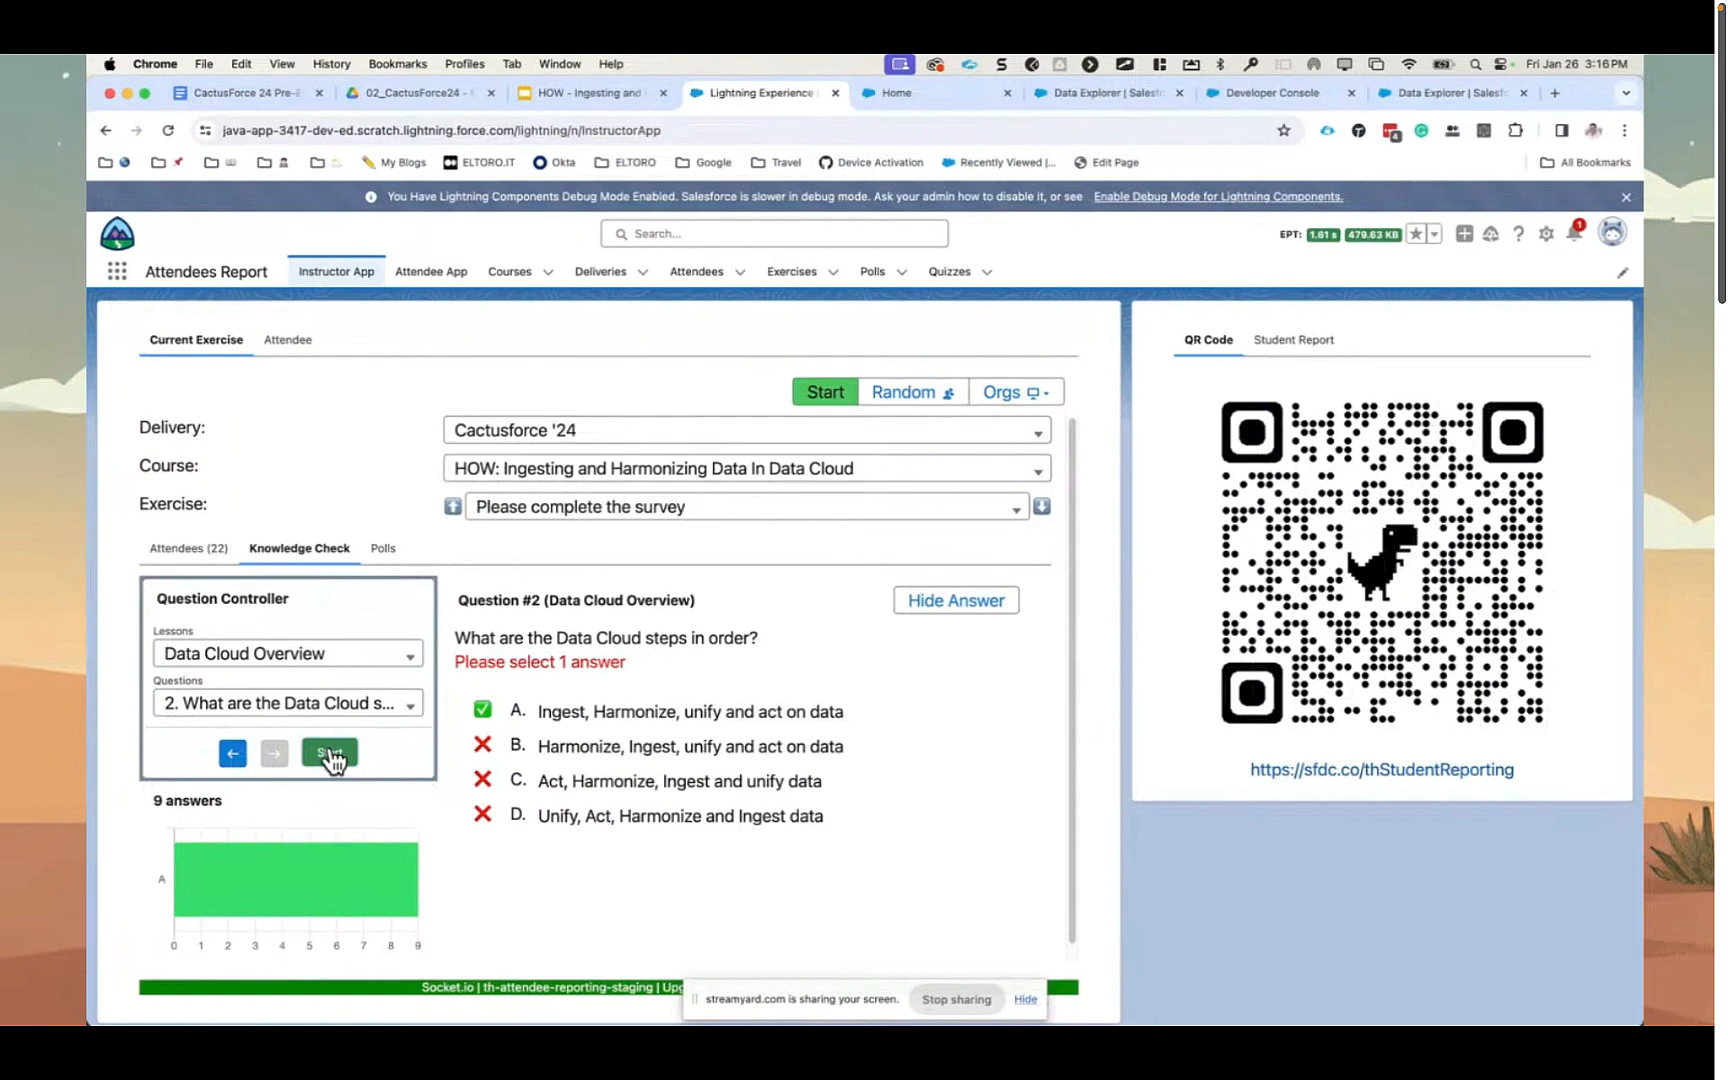 Chrome File Edit View History Bookmarks Profiles Tab Window Help Fri Jan 26 3:16 PM
CactusForce 24 Pre-E 02_CactusForce24 - HOW - Ingesting and Lightning Experience Home Data Explorer | Salesf Developer Console Data Explorer | Salesf
java-app-3417-dev-ed.scratch.lightning.force.com/lightning/n/InstructorApp
My Blogs ELTORO.IT Okta ELTORO Google Travel Device Activation Recently Viewed |... Edit Page All Bookmarks
You Have Lightning Components Debug Mode Enabled. Salesforce is slower in debug mode. Ask your admin how to disable it, or see Enable Debug Mode for Lightning Components.
Search...
EPT: 1.61 s 479.63 KB 1
Attendees Report Instructor App Attendee App Courses Deliveries Attendees Exercises Polls Quizzes
Current Exercise Attendee
QR Code Student Report
Start Random Orgs
Delivery: Cactusforce '24
Course: HOW: Ingesting and Harmonizing Data In Data Cloud
Exercise: Please complete the survey
Attendees (22) Knowledge Check Polls
Question Controller
Lessons
Data Cloud Overview
Questions
2. What are the Data Cloud s...
Question #2 (Data Cloud Overview)
Hide Answer
What are the Data Cloud steps in order?
Please select 1 answer
A. Ingest, Harmonize, unify and act on data
B. Harmonize, Ingest, unify and act on data
C. Act, Harmonize, Ingest and unify data
D. Unify, Act, Harmonize and Ingest data
9 answers
A
0 1 2 3 4 5 6 7 8 9
https://sfdc.co/thStudentReporting
Socket.io | th-attendee-reporting-staging | Upg
streamyard.com is sharing your screen. Stop sharing Hide